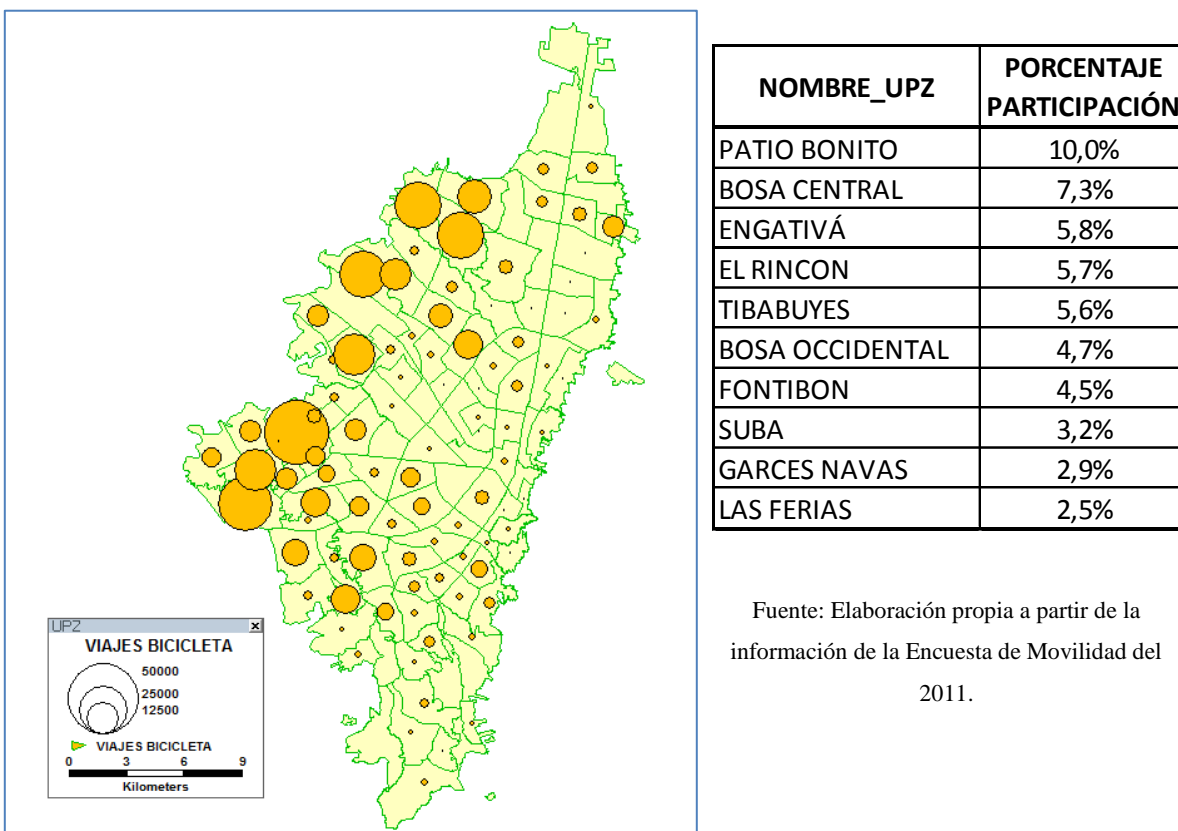 NOMBRE_UPZ PORCENTAJE PARTICIPACIÓN
PATIO BONITO 10,0%
BOSA CENTRAL 7,3%
ENGATIVÁ 5,8%
EL RINCON 5,7%
TIBABUYES 5,6%
BOSA OCCIDENTAL 4,7%
FONTIBON 4,5%
SUBA 3,2%
GARCES NAVAS 2,9%
LAS FERIAS 2,5%
Fuente: Elaboración propia a partir de la
información de la Encuesta de Movilidad del
2011.
UPZ
VIAJES BICICLETA
50000
25000
12500
VIAJES BICICLETA
0 3 6 9
Kilometers